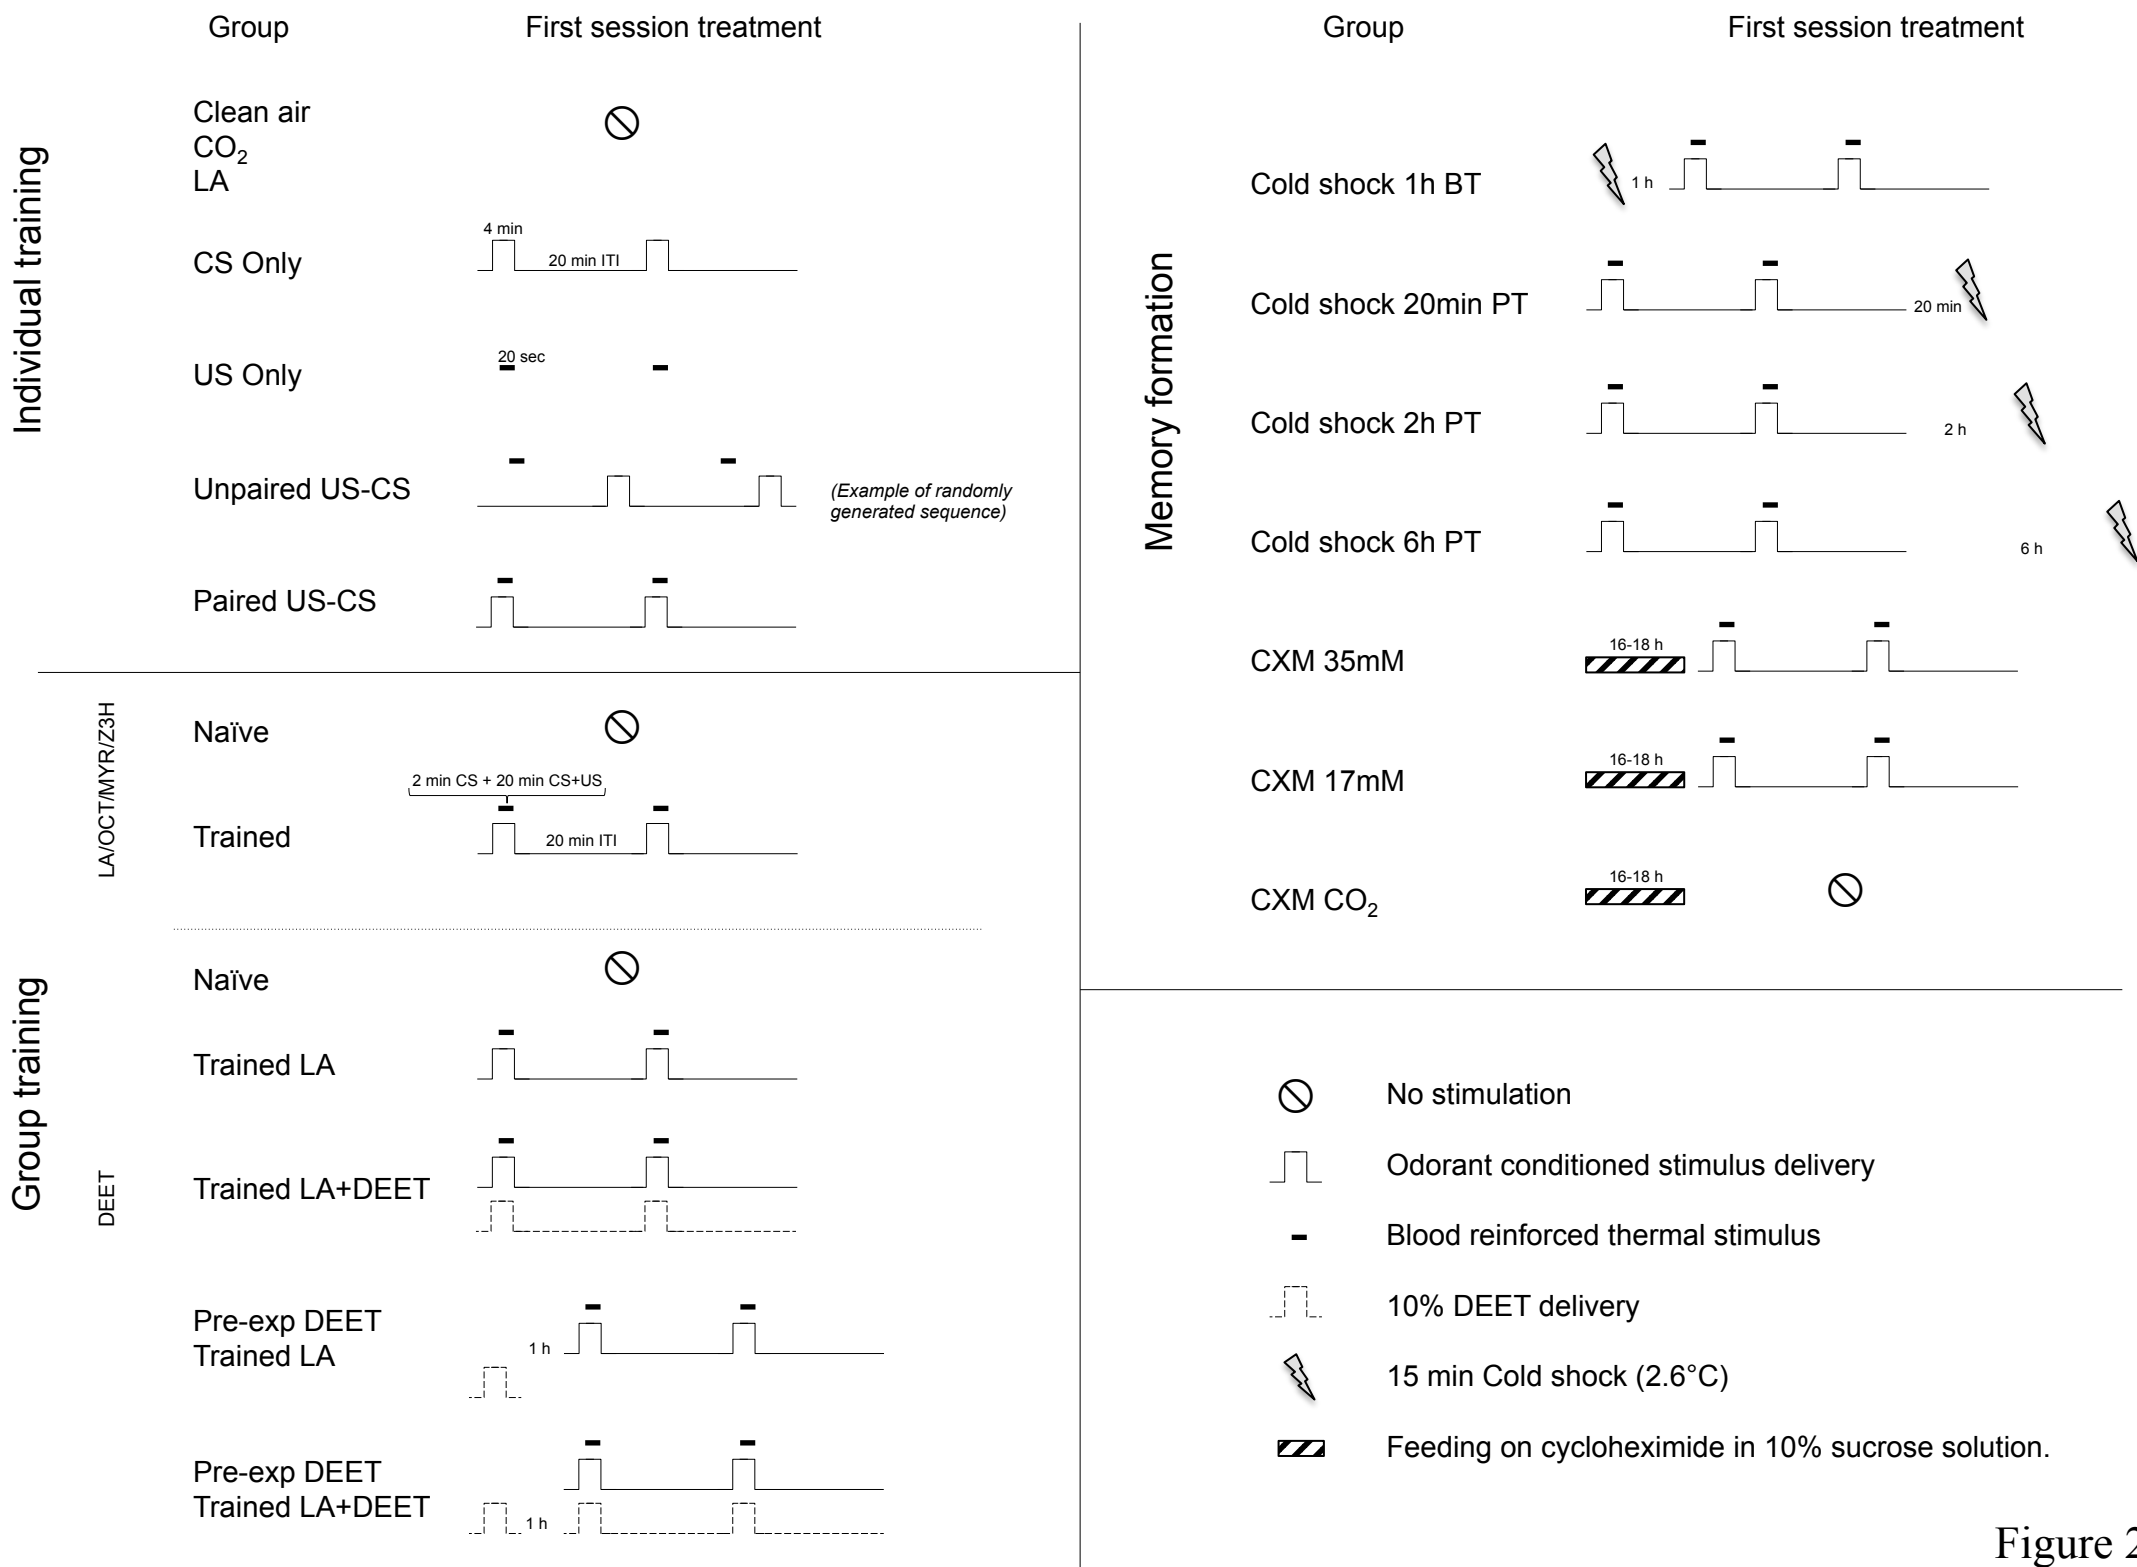 Group
First session treatment
Individual training
Clean air
CO2
LA
CS Only
4 min
20 min ITI
US Only
20 sec
Unpaired US-CS
(Example of randomly
generated sequence)
Paired US-CS
Group training
LA/OCT/MYR/Z3H
Naïve
2 min CS + 20 min CS+US
Trained
20 min ITI
DEET
Naïve
Trained LA
Trained LA+DEET
Pre-exp DEET
Trained LA
1 h
Pre-exp DEET
Trained LA+DEET
1 h
Group
First session treatment
Memory formation
Cold shock 1h BT
1 h
Cold shock 20min PT
20 min
Cold shock 2h PT
2 h
Cold shock 6h PT
6 h
CXM 35mM
16-18 h
CXM 17mM
16-18 h
CXM CO2
16-18 h
No stimulation
Odorant conditioned stimulus delivery
Blood reinforced thermal stimulus
10% DEET delivery
15 min Cold shock (2.6°C)
Feeding on cycloheximide in 10% sucrose solution.
Figure 2